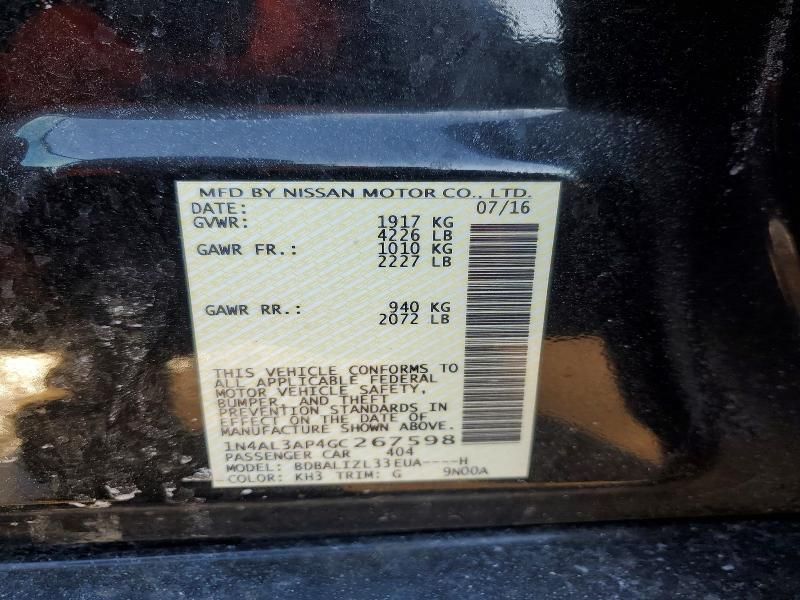 MFD BY NISSAN MOTOR CO., LTD.
DATE: 07/16
GVWR: 1917 KG
4226 LB
GAWR FR.: 1010 KG
2227 LB
GAWR RR.: 940 KG
2072 LB
THIS VEHICLE CONFORMS TO
ALL APPLICABLE FEDERAL
MOTOR VEHICLE SAFETY,
BUMPER, AND THEFT
PREVENTION STANDARDS IN
EFFECT ON THE DATE OF
MANUFACTURE SHOWN ABOVE.
1N4AL3AP4GC267598
PASSENGER CAR 404
MODEL: BDBALIZL33EUA----H
COLOR: KH3 TRIM: G 9N00A